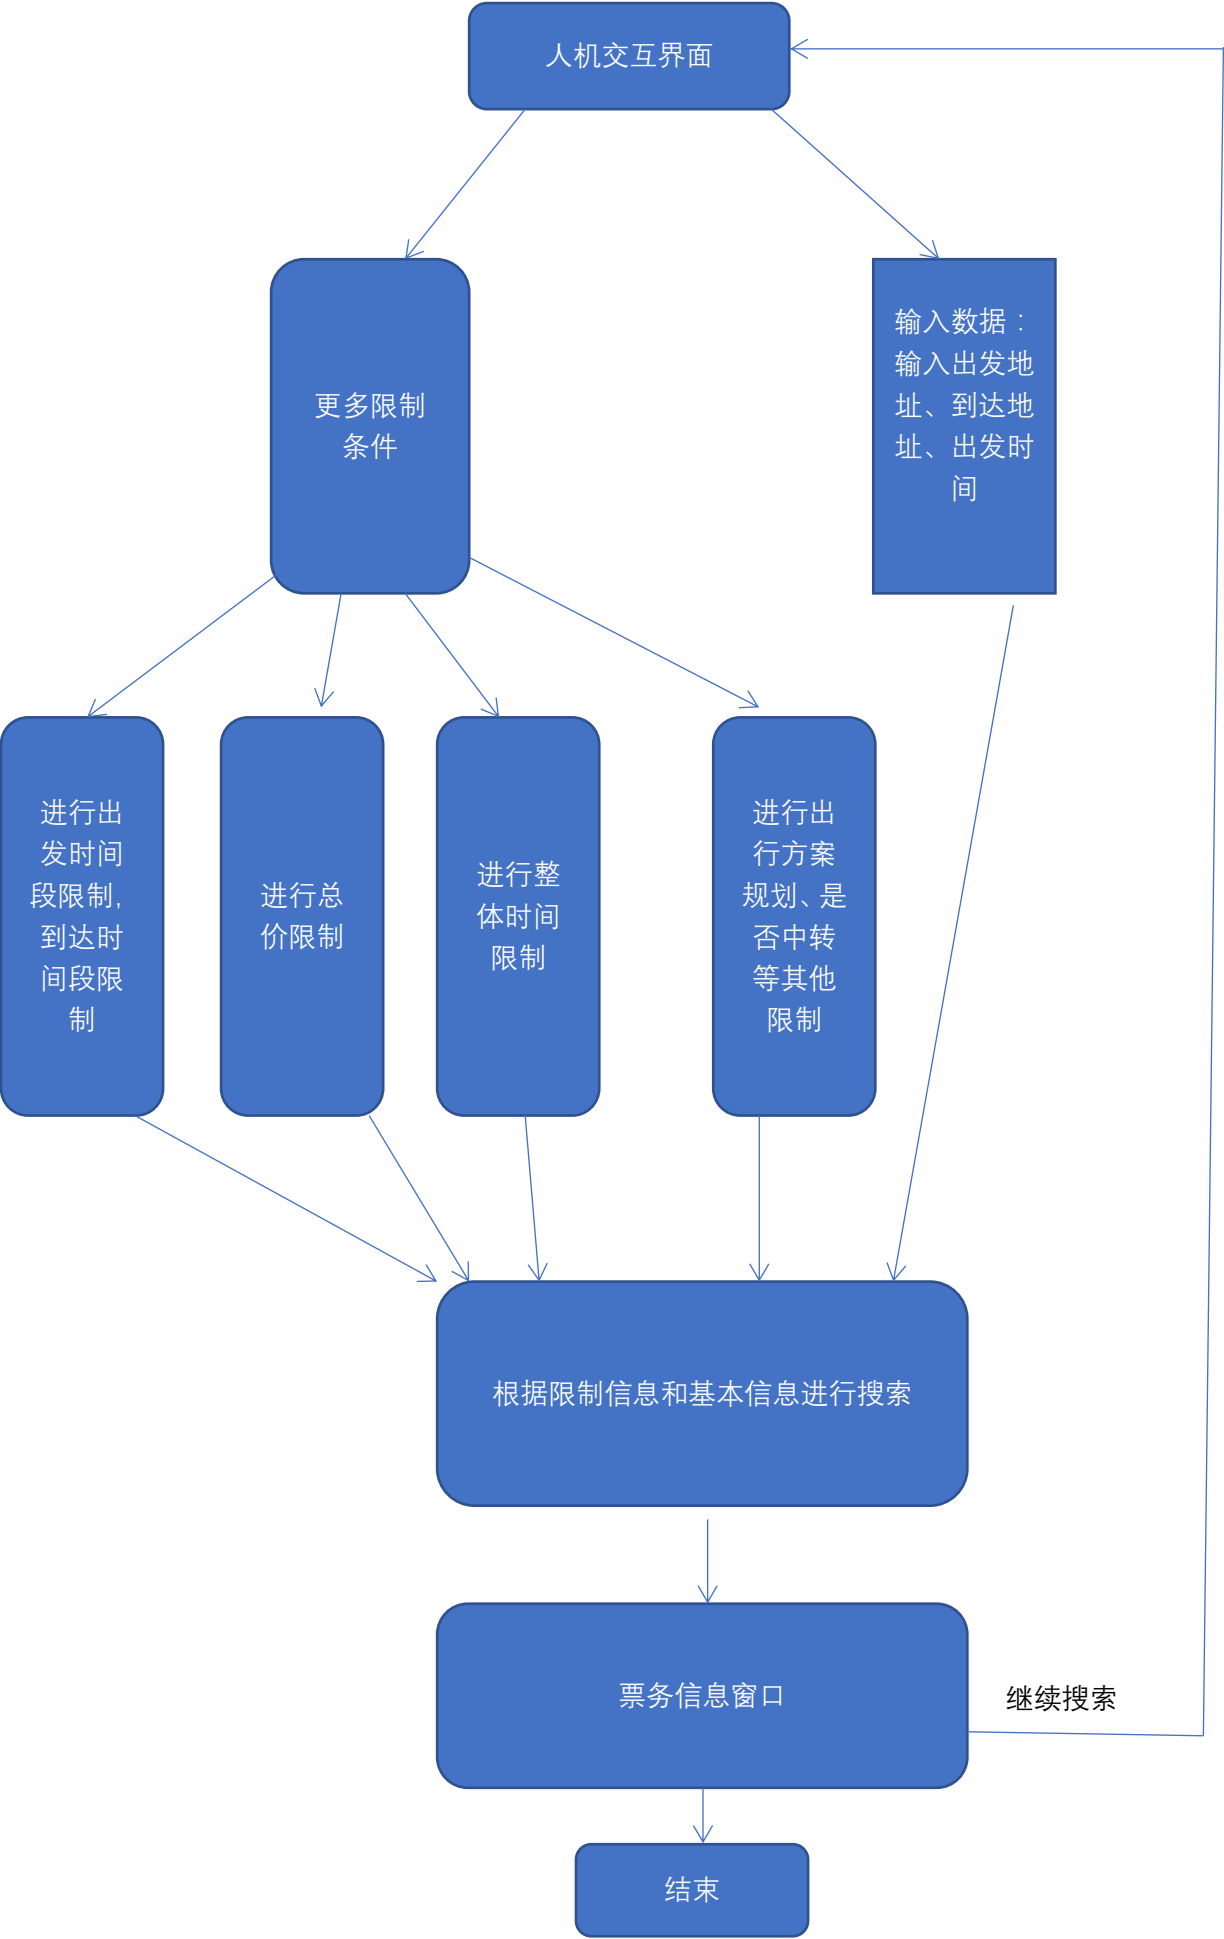 人机交互界面
更多限制
条件
输入数据：
输入出发地
址、到达地
址、出发时
间
进行出
发时间
段限制,
到达时
间段限
制
进行总
价限制
进行整
体时间
限制
进行出
行方案
规划、是
否中转
等其他
限制
根据限制信息和基本信息进行搜索
票务信息窗口
继续搜索
结束